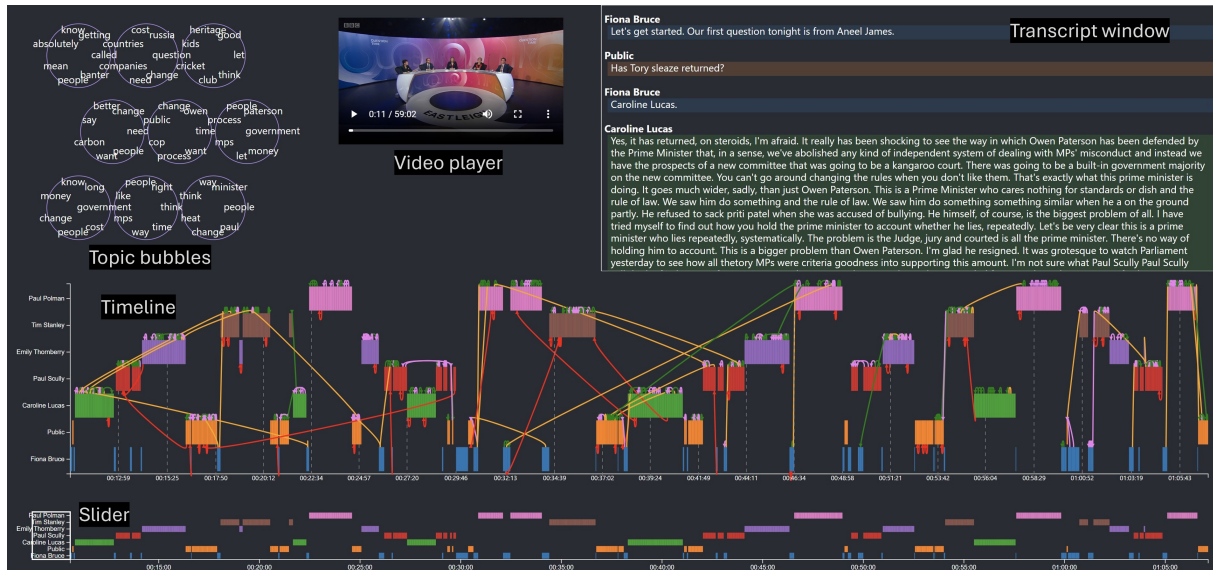 know
getting
absolutely
called
mean
banter
people
cost
russia
countries
question
companies
change
need
heritage
good
kids
let
cricket
think
club
better
change
say
need
carbon
people
want
change
owen
public
time
cop
want
process
people
paterson
process
government
mps
money
let
know
long
money
government
change
mps
cost
people
people
right
like
think
way
time
way
minister
think
people
heat
paul
change
Topic bubbles
BBC
EASTLEIGH
0:11 / 59:02
Video player
Transcript window
Fiona Bruce
Let's get started. Our first question tonight is from Aneel James.
Public
Has Tory sleaze returned?
Fiona Bruce
Caroline Lucas.
Caroline Lucas
Yes, it has returned, on steroids, I'm afraid. It really has been shocking to see the way in which Owen Paterson has been defended by
the Prime Minister that, in a sense, we've abolished any kind of independent system of dealing with MPs' misconduct and instead we
have the prospects of a new committee that was going to be a kangaroo court. There was going to be a built-in government majority
on the new committee. You can't go around changing the rules when you don't like them. That's exactly what this prime minister is
doing. It goes much wider, sadly, than just Owen Paterson. This is a Prime Minister who cares nothing for standards or dish and the
rule of law. We saw him do something and the rule of law. We saw him do something something similar when he a on the ground
partly. He refused to sack priti patel when she was accused of bullying. He himself, of course, is the biggest problem of all. I have
tried myself to find out how you hold the prime minister to account whether he lies, repeatedly. Let's be very clear this is a prime
minister who lies repeatedly, systematically. The problem is the Judge, jury and courted is all the prime minister. There's no way of
holding him to account. This is a bigger problem than Owen Paterson. I'm glad he resigned. It was grotesque to watch Parliament
yesterday to see how all thetory MPs were criteria goodness into supporting this amount. I'm not sure what Paul Scully Paul Scully
Timeline
Paul Polman
Tim Stanley
Emily Thornberry
Paul Scully
Caroline Lucas
Public
Fiona Bruce
00:12:59 00:15:25 00:17:50 00:20:12 00:22:34 00:24:57 00:27:20 00:29:46 00:32:13 00:34:39 00:37:02 00:39:24 00:41:49 00:44:11 00:46:34 00:48:58 00:51:21 00:53:42 00:56:04 00:58:29 01:00:52 01:03:19 01:05:43
Slider
Paul Polman
Tim Stanley
Emily Thornberry
Paul Scully
Caroline Lucas
Public
Fiona Bruce
00:15:00 00:20:00 00:25:00 00:30:00 00:35:00 00:40:00 00:45:00 00:50:00 00:55:00 01:00:00 01:05:00